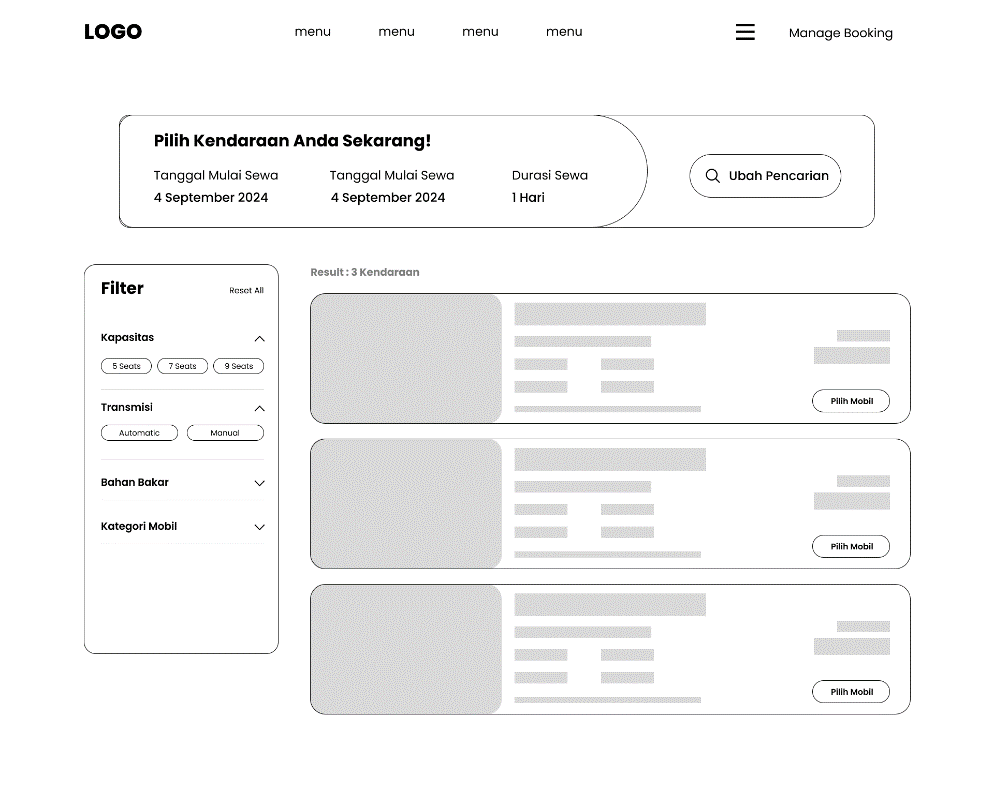 LOGO menu menu menu menu Manage Booking
Pilih Kendaraan Anda Sekarang!
Tanggal Mulai Sewa Tanggal Mulai Sewa Durasi Sewa
4 September 2024 4 September 2024 1 Hari
Ubah Pencarian
Filter Reset All
Kapasitas
5 Seats 7 Seats 9 Seats
Transmisi
Automatic Manual
Bahan Bakar
Kategori Mobil
Result : 3 Kendaraan
Pilih Mobil
Pilih Mobil
Pilih Mobil